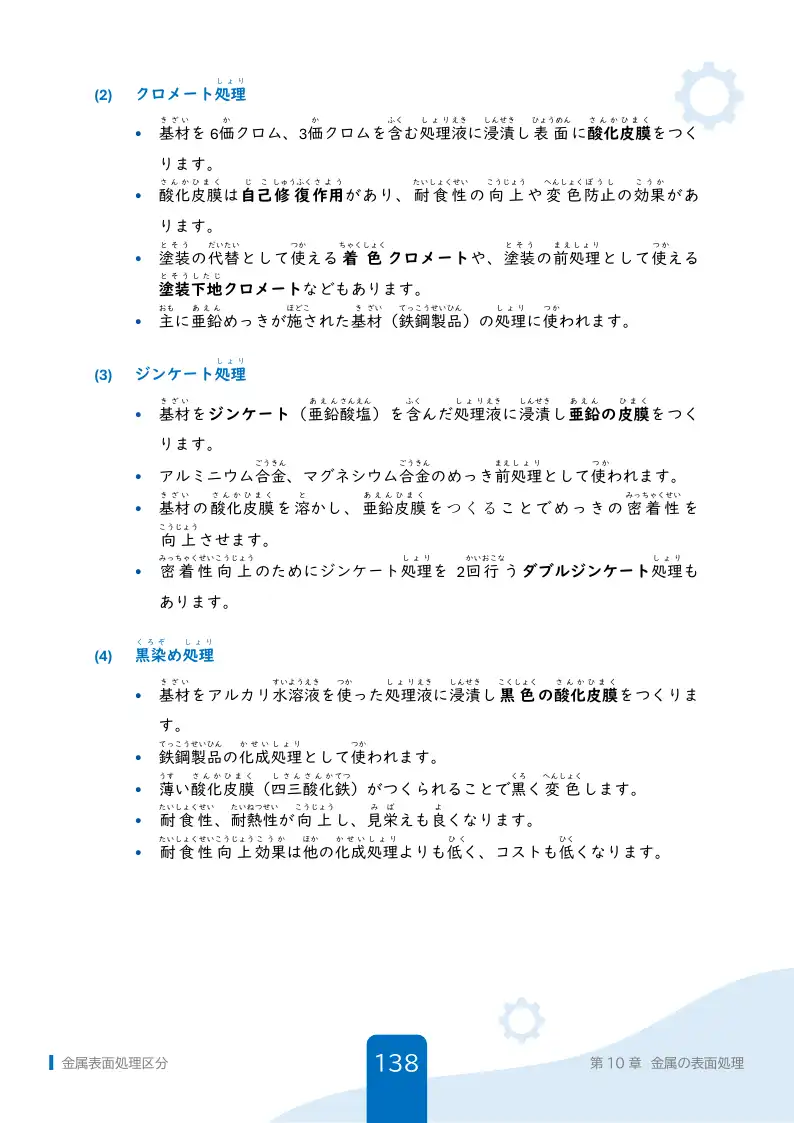 (2) クロメート処理
• 基材を 6価クロム、3価クロムを含む処理液に浸漬し表面に酸化皮膜をつく
ります。
• 酸化皮膜は自己修復作用があり、耐食性の向上や変色防止の効果があ
ります。
• 塗装の代替として使える着色クロメートや、塗装の前処理として使える
塗装下地クロメートなどもあります。
• 主に亜鉛めっきが施された基材（鉄鋼製品）の処理に使われます。
(3) ジンケート処理
• 基材をジンケート（亜鉛酸塩）を含んだ処理液に浸漬し亜鉛の皮膜をつく
ります。
• アルミニウム合金、マグネシウム合金のめっき前処理として使われます。
• 基材の酸化皮膜を溶かし、亜鉛皮膜をつくることでめっきの密着性を
向上させます。
• 密着性向上のためにジンケート処理を 2回行うダブルジンケート処理も
あります。
(4) 黒染め処理
• 基材をアルカリ水溶液を使った処理液に浸漬し黒色の酸化皮膜をつくりま
す。
• 鉄鋼製品の化成処理として使われます。
• 薄い酸化皮膜（四三酸化鉄）がつくられることで黒く変色します。
• 耐食性、耐熱性が向上し、見栄えも良くなります。
• 耐食性向上効果は他の化成処理よりも低く、コストも低くなります。
金属表面処理区分
138
第 10 章 金属の表面処理